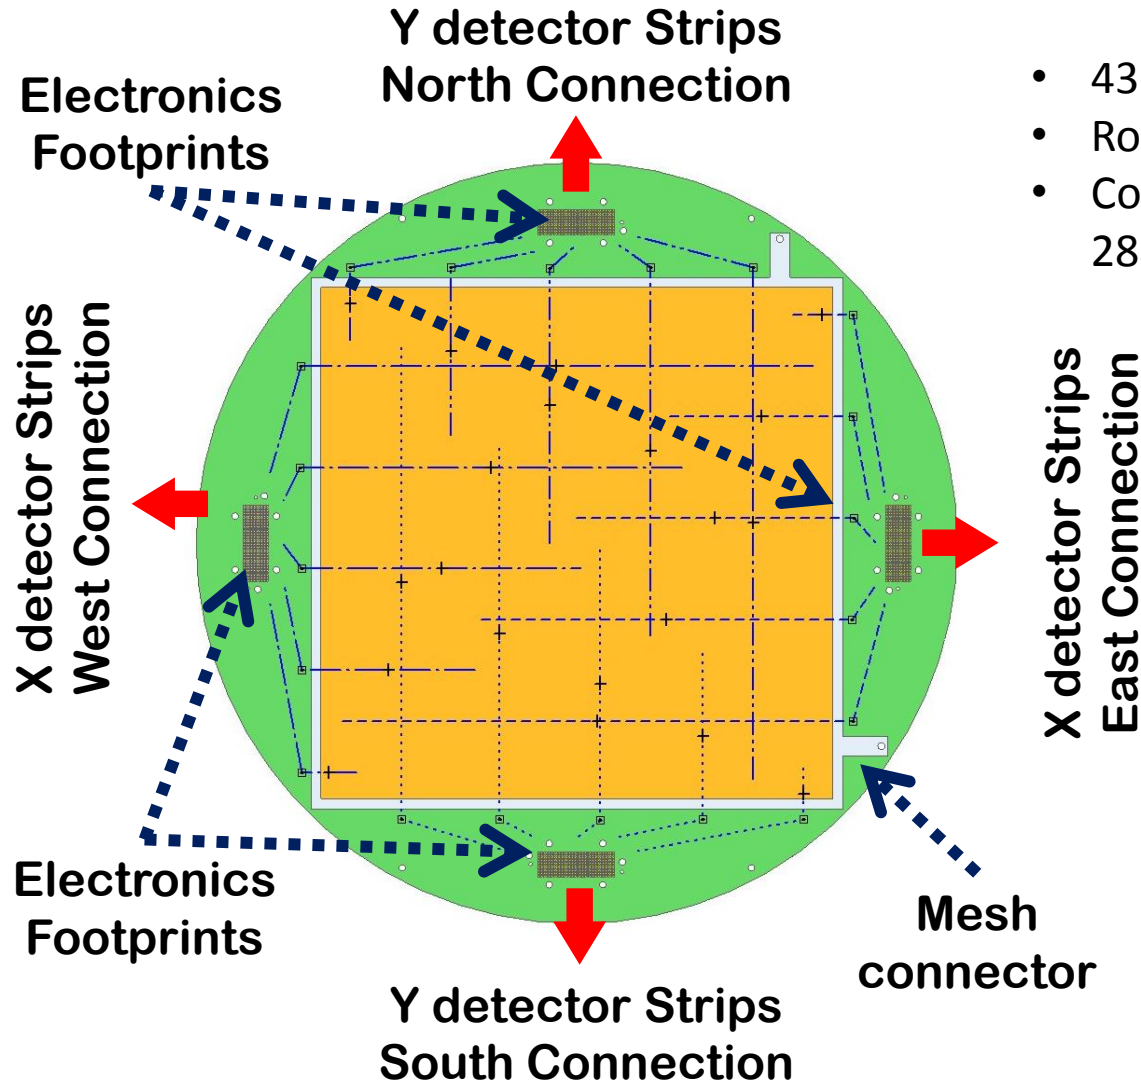 Y detector Strips
North Connection
Electronics
Footprints
• 43
• Ro
• Co
28
X detector Strips
West Connection
X detector Strips
East Connection
Electronics
Footprints
Mesh
connector
Y detector Strips
South Connection